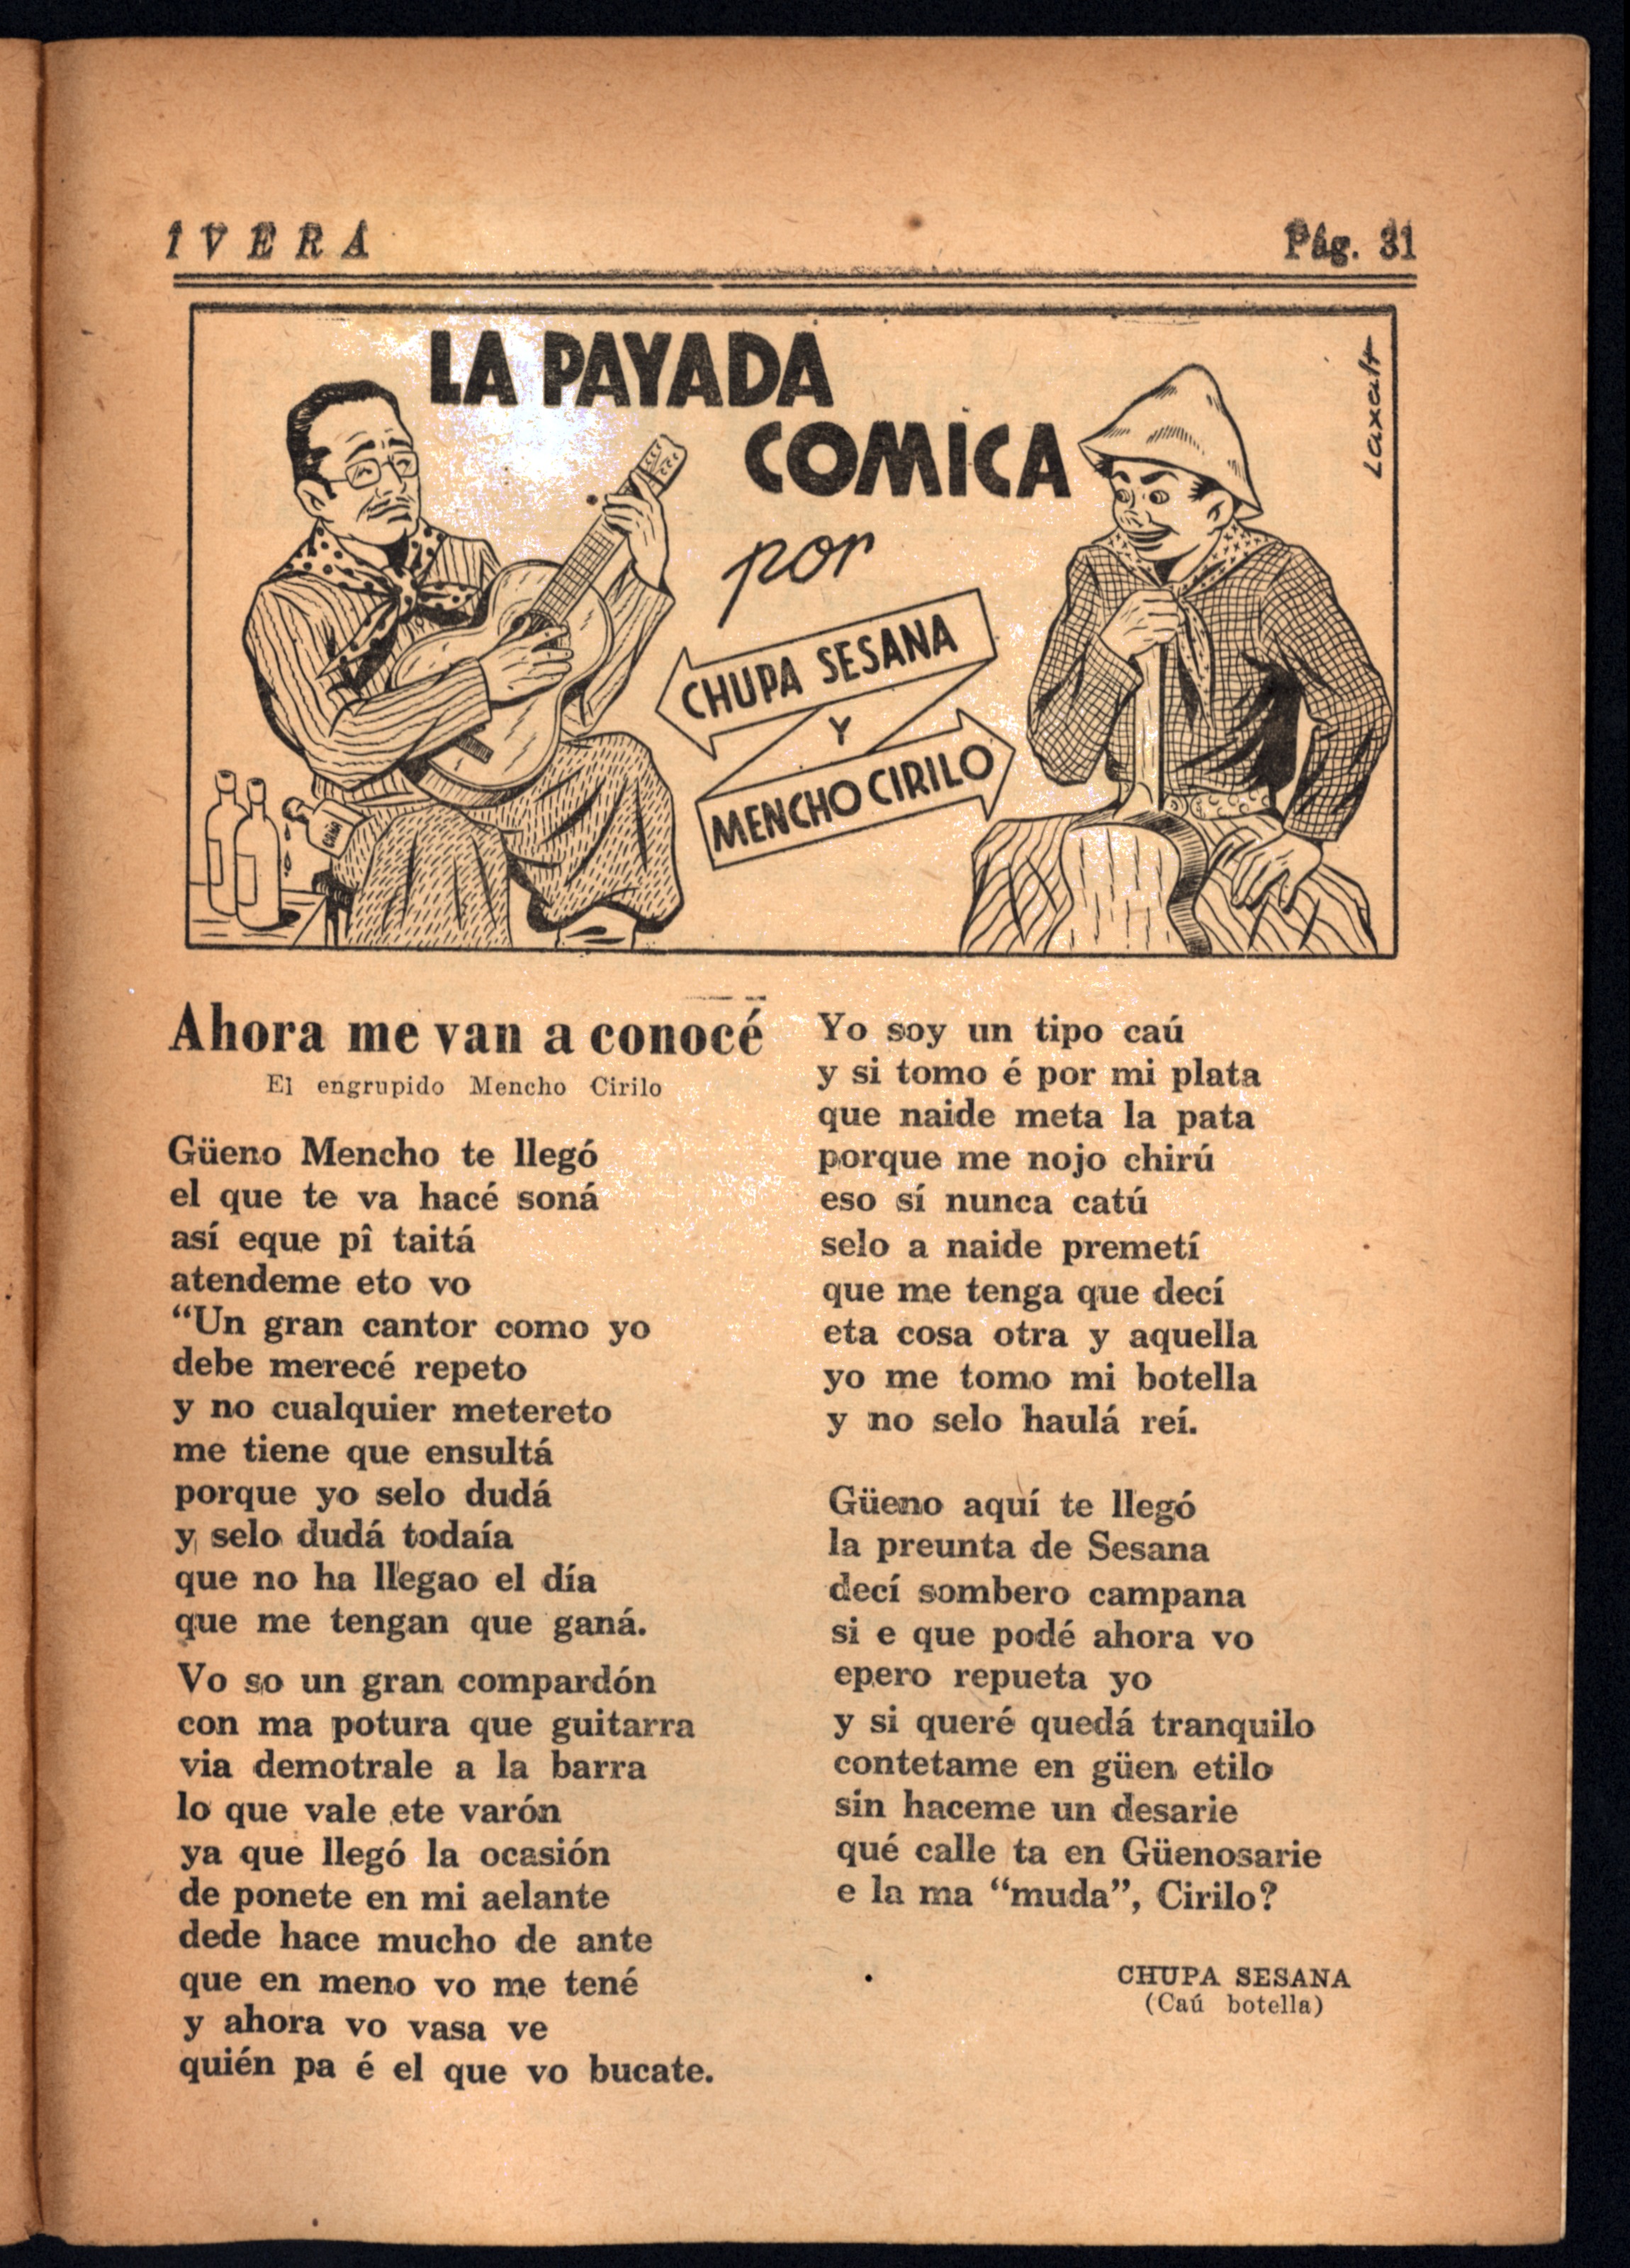 IVERA
Pág. 31
LA PAYADA
COMICA
por
CHUPA SESANA
Y
MENCHO CIRILO
Laxalt
Ahora me van a conocé
El engrupido Mencho Cirilo
Güeno Mencho te llegó
el que te va hacé soná
así eque pî taitá
atendeme eto vo
“Un gran cantor como yo
debe merecé repeto
y no cualquier metereto
me tiene que ensultá
porque yo selo dudá
y selo dudá todaía
que no ha llegao el día
que me tengan que ganá.
Vo so un gran compardón
con ma potura que guitarra
via demotrale a la barra
lo que vale ete varón
ya que llegó la ocasión
de ponete en mi aelante
dede hace mucho de ante
que en meno vo me tené
y ahora vo vasa ve
quién pa é el que vo bucate.
Yo soy un tipo caú
y si tomo é por mi plata
que naide meta la pata
porque me nojo chirú
eso sí nunca catú
selo a naide premetí
que me tenga que decí
eta cosa otra y aquella
yo me tomo mi botella
y no selo haulá reí.
Güeno aquí te llegó
la preunta de Sesana
decí sombero campana
si e que podé ahora vo
epero repueta yo
y si queré quedá tranquilo
contetame en güen etilo
sin haceme un desarie
qué calle ta en Güenosarie
e la ma “muda”, Cirilo?
CHUPA SESANA
(Caú botella)